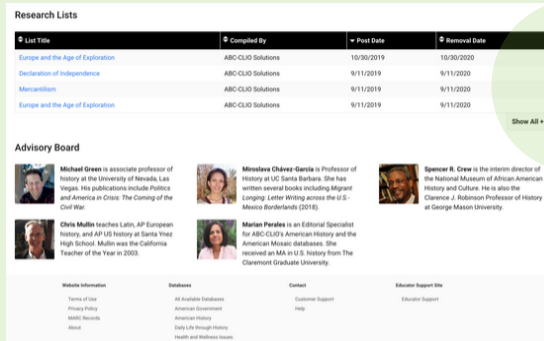 Research Lists
List Title Compiled By Post Date Removal Date
Europe and the Age of Exploration ABC-CLIO Solutions 10/30/2019 10/30/2020
Declaration of Independence ABC-CLIO Solutions 9/11/2019 9/11/2020
Mercantilism ABC-CLIO Solutions 9/11/2019 9/11/2020
Europe and the Age of Exploration ABC-CLIO Solutions 9/11/2019 9/11/2020
Show All +
Advisory Board
Michael Green is associate professor of
history at the University of Nevada, Las
Vegas. His publications include Politics
and America in Crisis: The Coming of the
Civil War.
Miroslava Chávez-García is Professor of
History at UC Santa Barbara. She has
written several books including Migrant
Longing: Letter Writing across the U.S.-
Mexico Borderlands (2018).
Spencer R. Crew is the interim director of
the National Museum of African American
History and Culture. He is also the
Clarence J. Robinson Professor of History
at George Mason University.
Chris Mullin teaches Latin, AP European
history, and AP US history at Santa Ynez
High School. Mullin was the California
Teacher of the Year in 2003.
Marian Perales is an Editorial Specialist
for ABC-CLIO's American History and the
American Mosaic databases. She
received an MA in U.S. history from The
Claremont Graduate University.
Website Information
Terms of Use
Privacy Policy
MARC Records
About
Databases
All Available Databases
American Government
American History
Daily Life through History
Health and Wellness Issues
Contact
Customer Support
Help
Educator Support Site
Educator Support